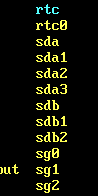 rtc
rtc0
sda
sda1
sda2
sda3
sdb
sdb1
sdb2
sg0
out sg1
sg2